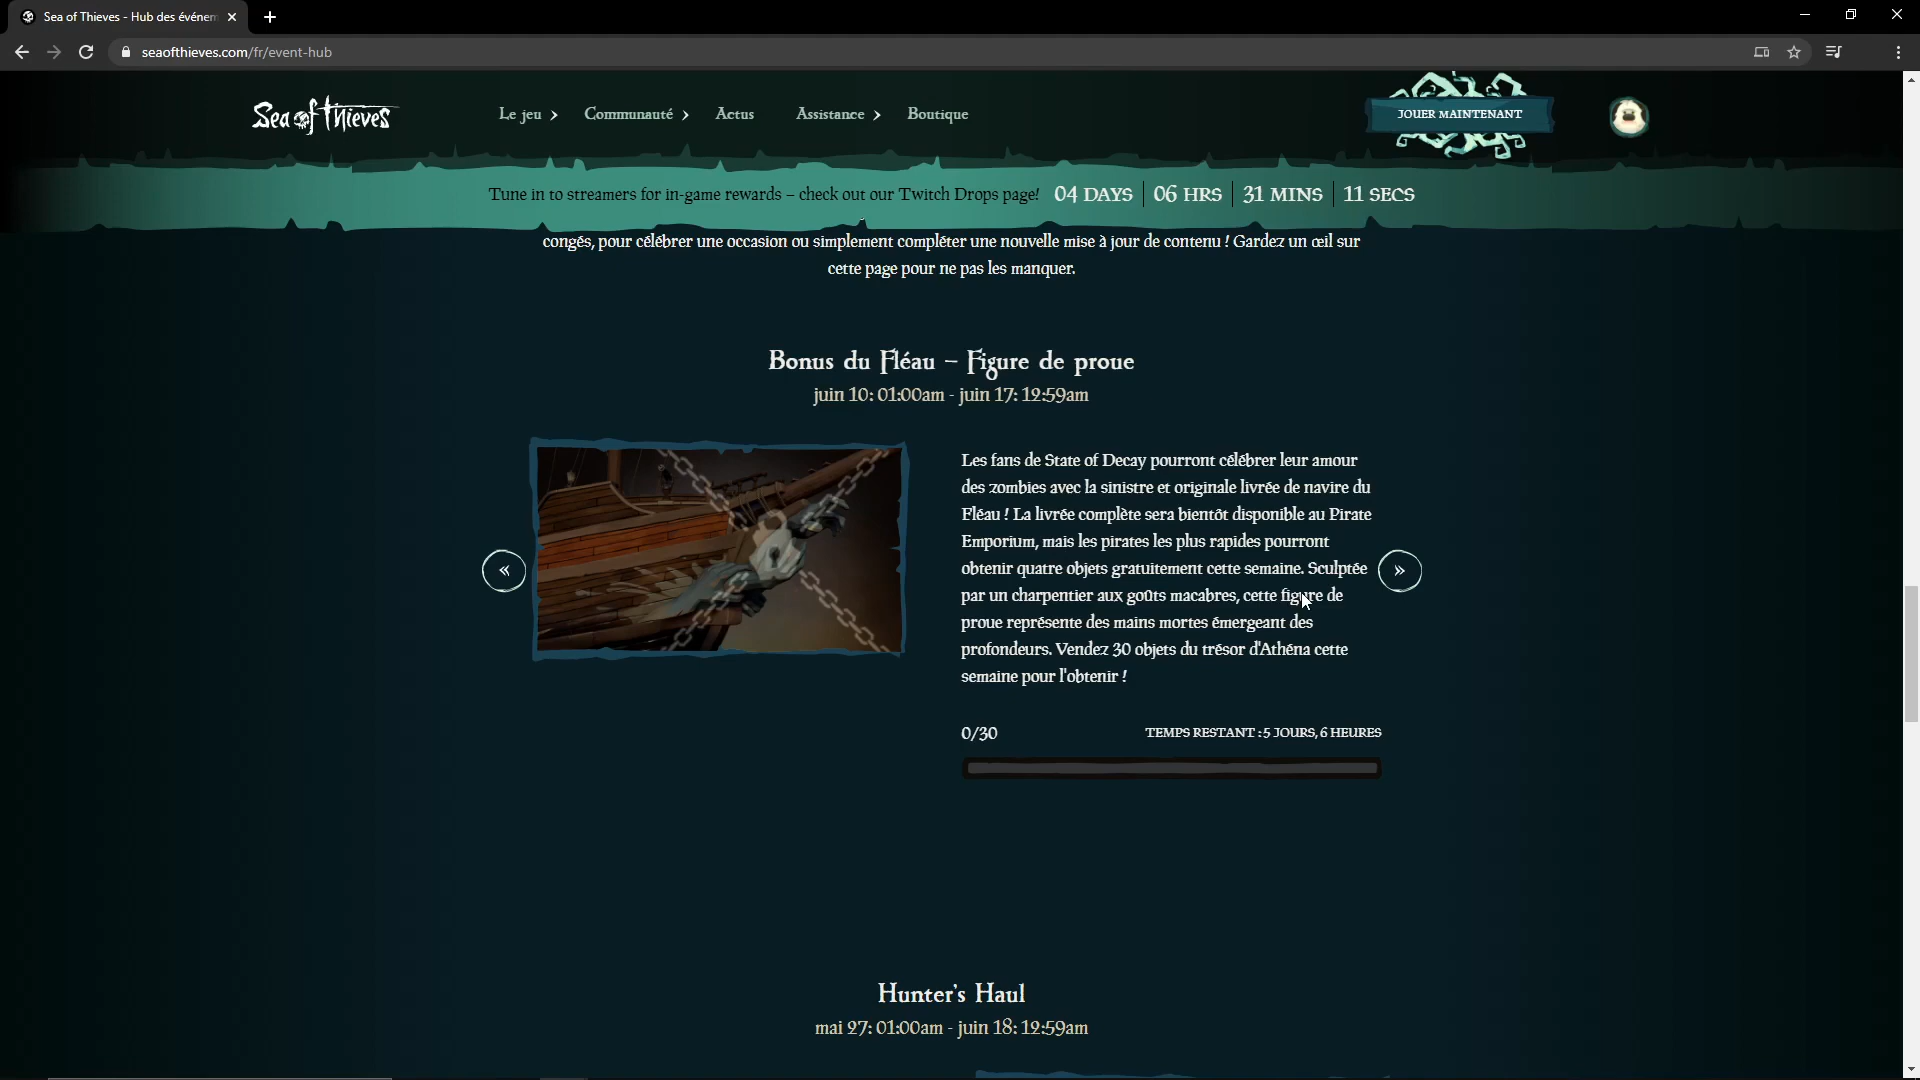 Sea of Thieves - Hub des événem
seaofthieves.com/fr/event-hub
Sea of Thieves
Le jeu
Communauté
Actus
Assistance
Boutique
JOUER MAINTENANT
Tune in to streamers for in-game rewards – check out our Twitch Drops page! 04 DAYS 06 HRS 31 MINS 11 SECS
congés, pour célébrer une occasion ou simplement compléter une nouvelle mise à jour de contenu ! Gardez un œil sur
cette page pour ne pas les manquer.
Bonus du Fléau – Figure de proue
juin 10: 01:00am - juin 17: 12:59am
Les fans de State of Decay pourront célébrer leur amour
des zombies avec la sinistre et originale livrée de navire du
Fléau ! La livrée complète sera bientôt disponible au Pirate
Emporium, mais les pirates les plus rapides pourront
obtenir quatre objets gratuitement cette semaine. Sculptée
par un charpentier aux goûts macabres, cette figure de
proue représente des mains mortes émergeant des
profondeurs. Vendez 30 objets du trésor d'Athéna cette
semaine pour l'obtenir !
0/30
TEMPS RESTANT : 5 JOURS, 6 HEURES
Hunter's Haul
mai 27: 01:00am - juin 18: 12:59am